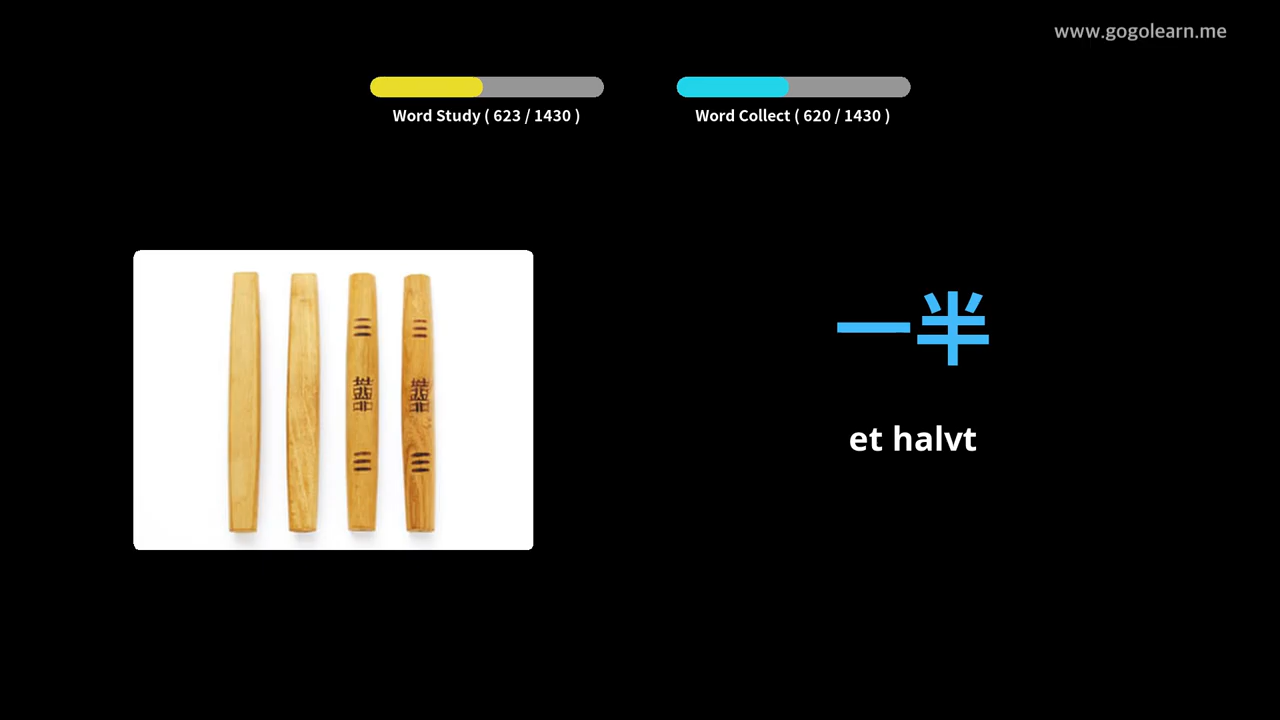 www.gogolearn.me
Word Study ( 623 / 1430 )
Word Collect ( 620 / 1430 )
一半
et halvt